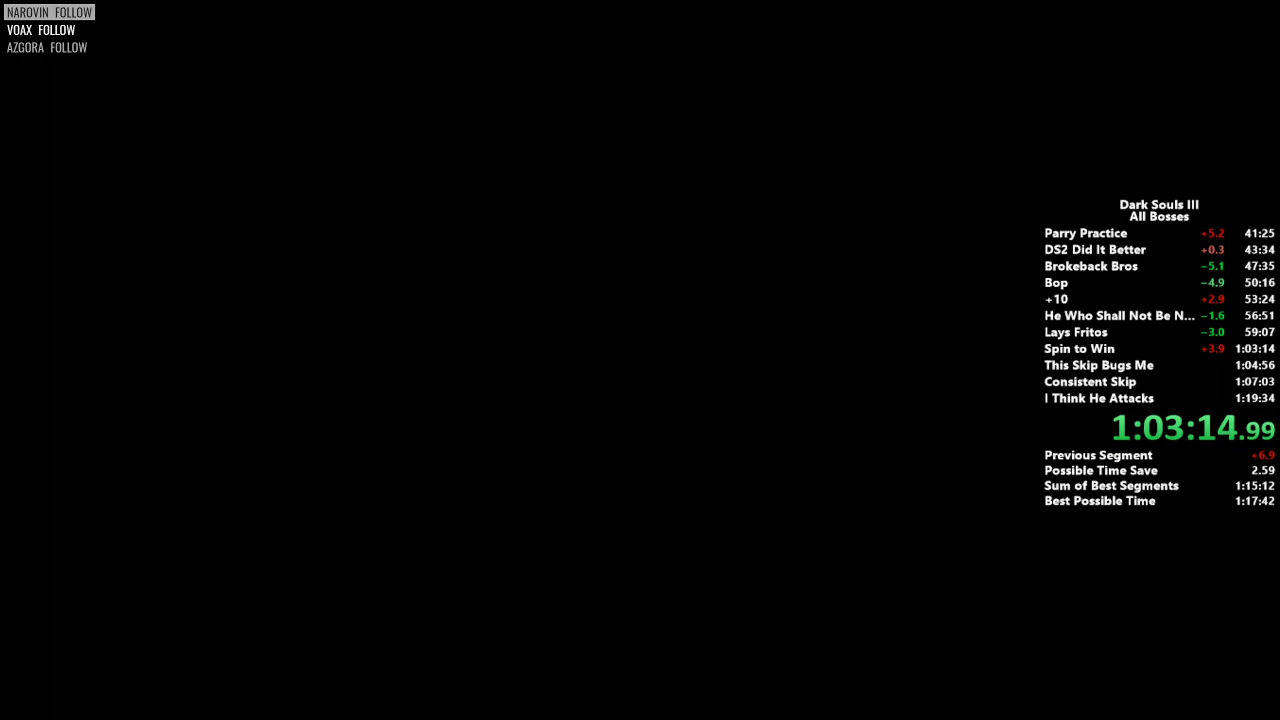 NAROVIN FOLLOW
VOAX FOLLOW
AZGORA FOLLOW
Dark Souls III
All Bosses
Parry Practice +5.2 41:25
DS2 Did It Better +0.3 43:34
Brokeback Bros −5.1 47:35
Bop −4.9 50:16
+10 +2.9 53:24
He Who Shall Not Be N... −1.6 56:51
Lays Fritos −3.0 59:07
Spin to Win +3.9 1:03:14
This Skip Bugs Me 1:04:56
Consistent Skip 1:07:03
I Think He Attacks 1:19:34
1:03:14.99
Previous Segment +6.9
Possible Time Save 2.59
Sum of Best Segments 1:15:12
Best Possible Time 1:17:42